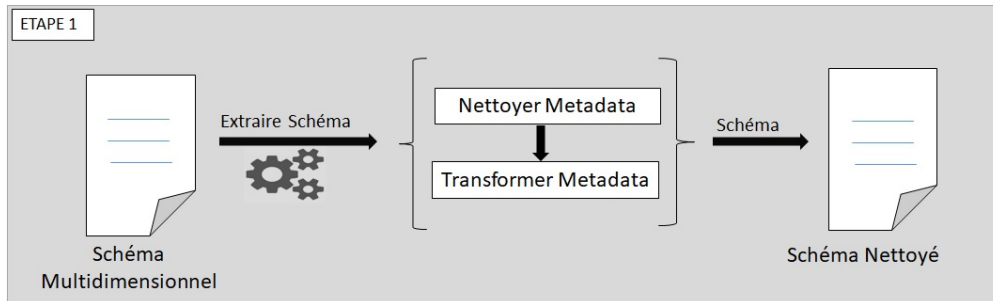 ETAPE 1
Extraire Schéma
Nettoyer Metadata
Transformer Metadata
Schéma
Schéma
Multidimensionnel
Schéma Nettoyé